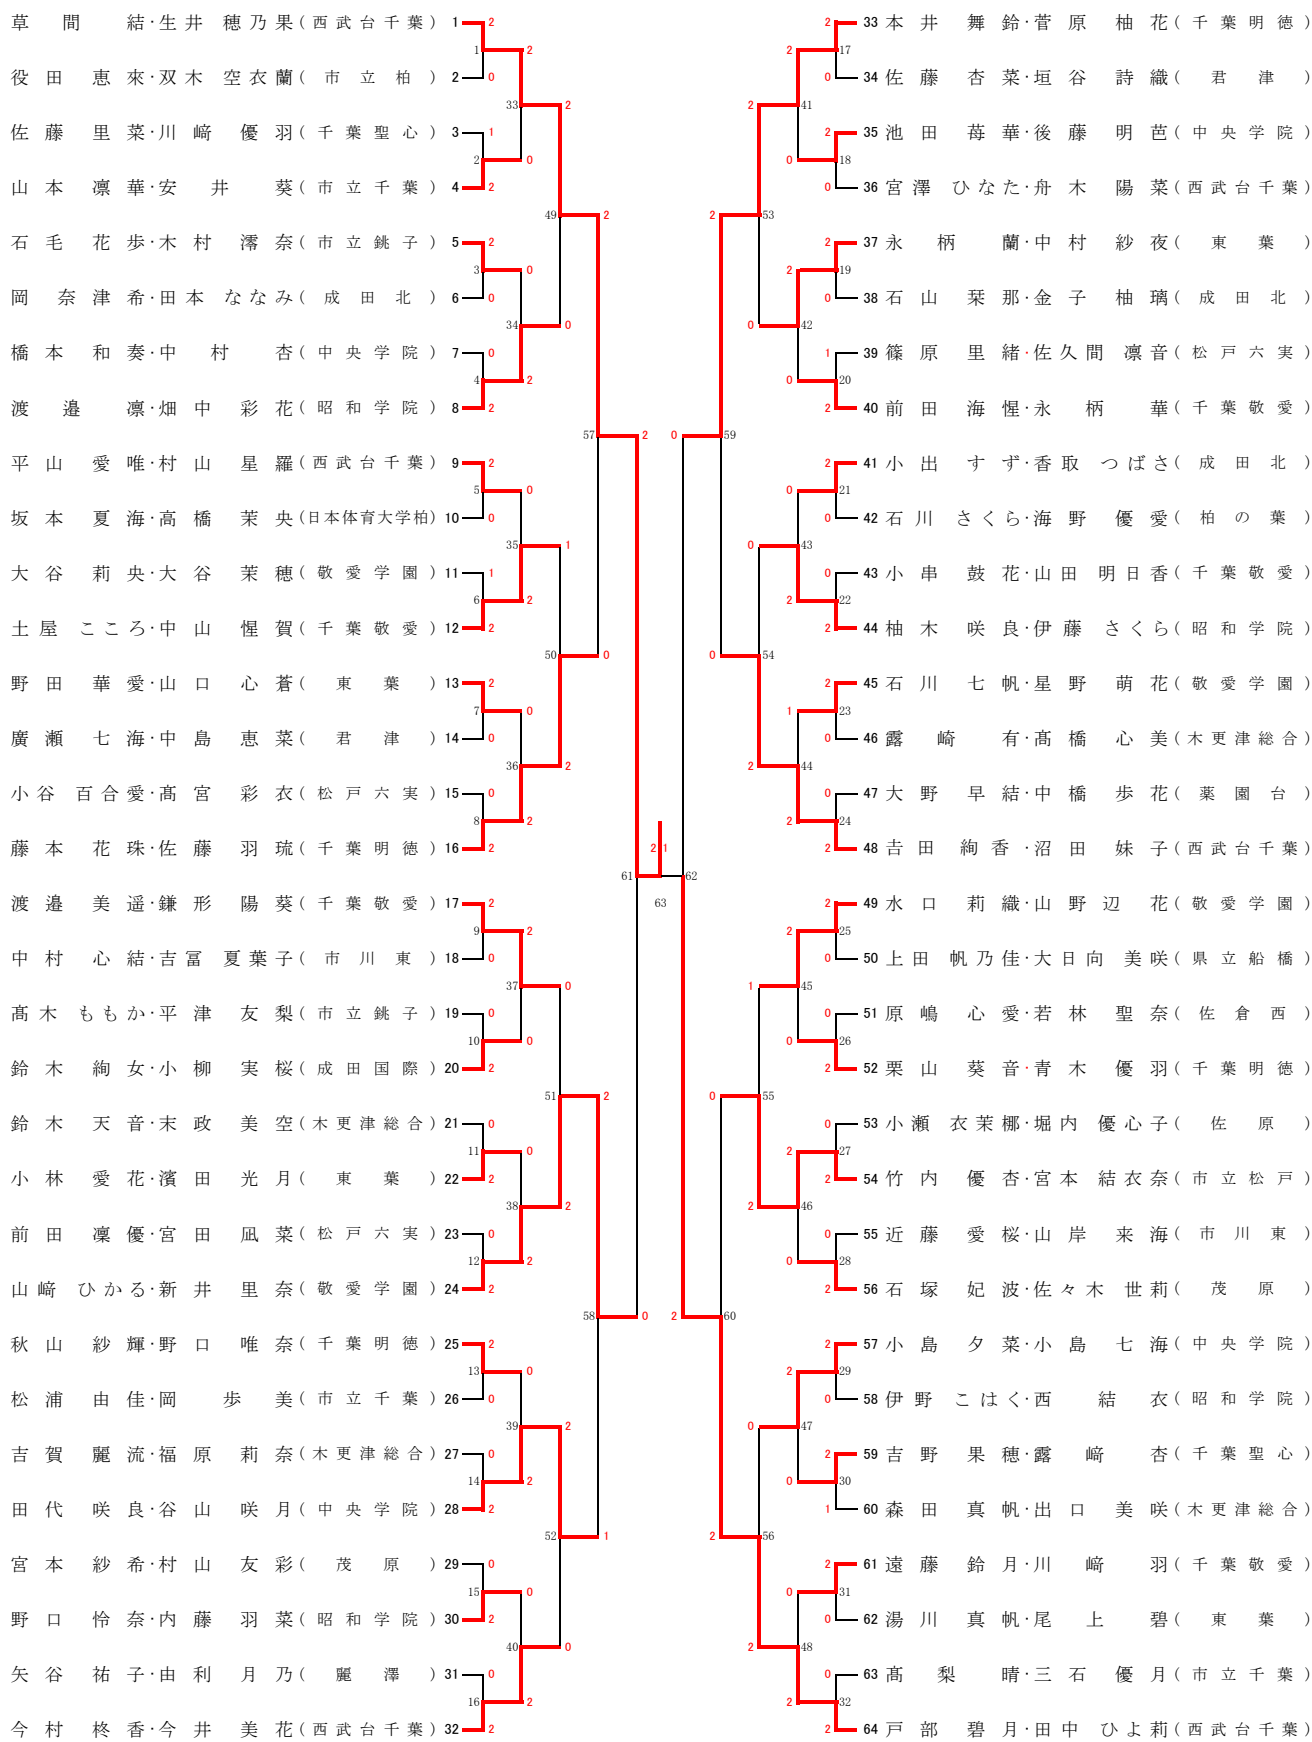 草間 結・生井 穂乃果(西武台千葉) 1
役田 恵來・双木 空衣蘭(市立柏) 2
佐藤 里菜・川﨑 優羽(千葉聖心) 3
山本 凛華・安井 葵(市立千葉) 4
石毛 花歩・木村 澪奈(市立銚子) 5
岡 奈津希・田本 ななみ(成田北) 6
橋本 和奏・中村 杏(中央学院) 7
渡邉 凛・畑中 彩花(昭和学院) 8
平山 愛唯・村山 星羅(西武台千葉) 9
坂本 夏海・高橋 茉央(日本体育大学柏) 10
大谷 莉央・大谷 茉穂(敬愛学園) 11
土屋 こころ・中山 惺賀(千葉敬愛) 12
野田 華愛・山口 心蒼(東葉) 13
廣瀬 七海・中島 恵菜(君津) 14
小谷 百合愛・髙宮 彩衣(松戸六実) 15
藤本 花珠・佐藤 羽琉(千葉明徳) 16
渡邉 美遥・鎌形 陽葵(千葉敬愛) 17
中村 心結・吉冨 夏葉子(市川東) 18
髙木 ももか・平津 友梨(市立銚子) 19
鈴木 絢女・小柳 実桜(成田国際) 20
鈴木 天音・末政 美空(木更津総合) 21
小林 愛花・濱田 光月(東葉) 22
前田 凜優・宮田 凪菜(松戸六実) 23
山﨑 ひかる・新井 里奈(敬愛学園) 24
秋山 紗輝・野口 唯奈(千葉明徳) 25
松浦 由佳・岡 歩美(市立千葉) 26
吉賀 麗流・福原 莉奈(木更津総合) 27
田代 咲良・谷山 咲月(中央学院) 28
宮本 紗希・村山 友彩(茂原) 29
野口 怜奈・内藤 羽菜(昭和学院) 30
矢谷 祐子・由利 月乃(麗澤) 31
今村 柊香・今井 美花(西武台千葉) 32
33 本井 舞鈴・菅原 柚花(千葉明徳)
34 佐藤 杏菜・垣谷 詩織(君津)
35 池田 苺華・後藤 明芭(中央学院)
36 宮澤 ひなた・舟木 陽菜(西武台千葉)
37 永柄 蘭・中村 紗夜(東葉)
38 石山 栞那・金子 柚璃(成田北)
39 篠原 里緒・佐久間 凛音(松戸六実)
40 前田 海惺・永柄 華(千葉敬愛)
41 小出 すず・香取 つばさ(成田北)
42 石川 さくら・海野 優愛(柏の葉)
43 小串 鼓花・山田 明日香(千葉敬愛)
44 柚木 咲良・伊藤 さくら(昭和学院)
45 石川 七帆・星野 萌花(敬愛学園)
46 露崎 有・髙橋 心美(木更津総合)
47 大野 早結・中橋 歩花(薬園台)
48 吉田 絢香・沼田 妹子(西武台千葉)
49 水口 莉織・山野辺 花(敬愛学園)
50 上田 帆乃佳・大日向 美咲(県立船橋)
51 原嶋 心愛・若林 聖奈(佐倉西)
52 栗山 葵音・青木 優羽(千葉明徳)
53 小瀬 衣茉梛・堀内 優心子(佐原)
54 竹内 優杏・宮本 結衣奈(市立松戸)
55 近藤 愛桜・山岸 来海(市川東)
56 石塚 妃波・佐々木 世莉(茂原)
57 小島 夕菜・小島 七海(中央学院)
58 伊野 こはく・西 結衣(昭和学院)
59 吉野 果穂・露﨑 杏(千葉聖心)
60 森田 真帆・出口 美咲(木更津総合)
61 遠藤 鈴月・川﨑 羽(千葉敬愛)
62 湯川 真帆・尾上 碧(東葉)
63 髙梨 晴・三石 優月(市立千葉)
64 戸部 碧月・田中 ひよ莉(西武台千葉)